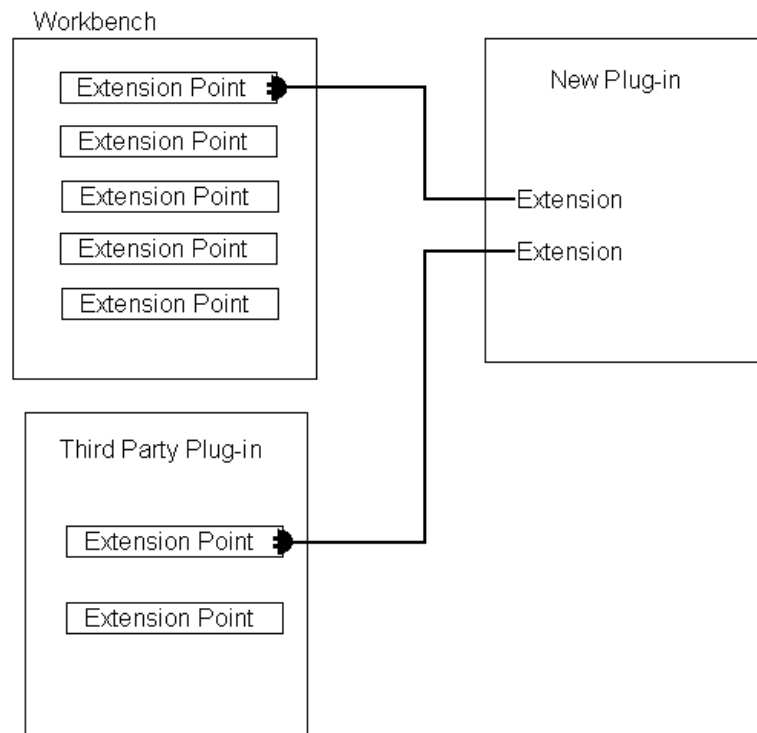 Workbench
Extension Point
Extension Point
Extension Point
Extension Point
Extension Point
New Plug-in
Extension
Extension
Third Party Plug-in
Extension Point
Extension Point